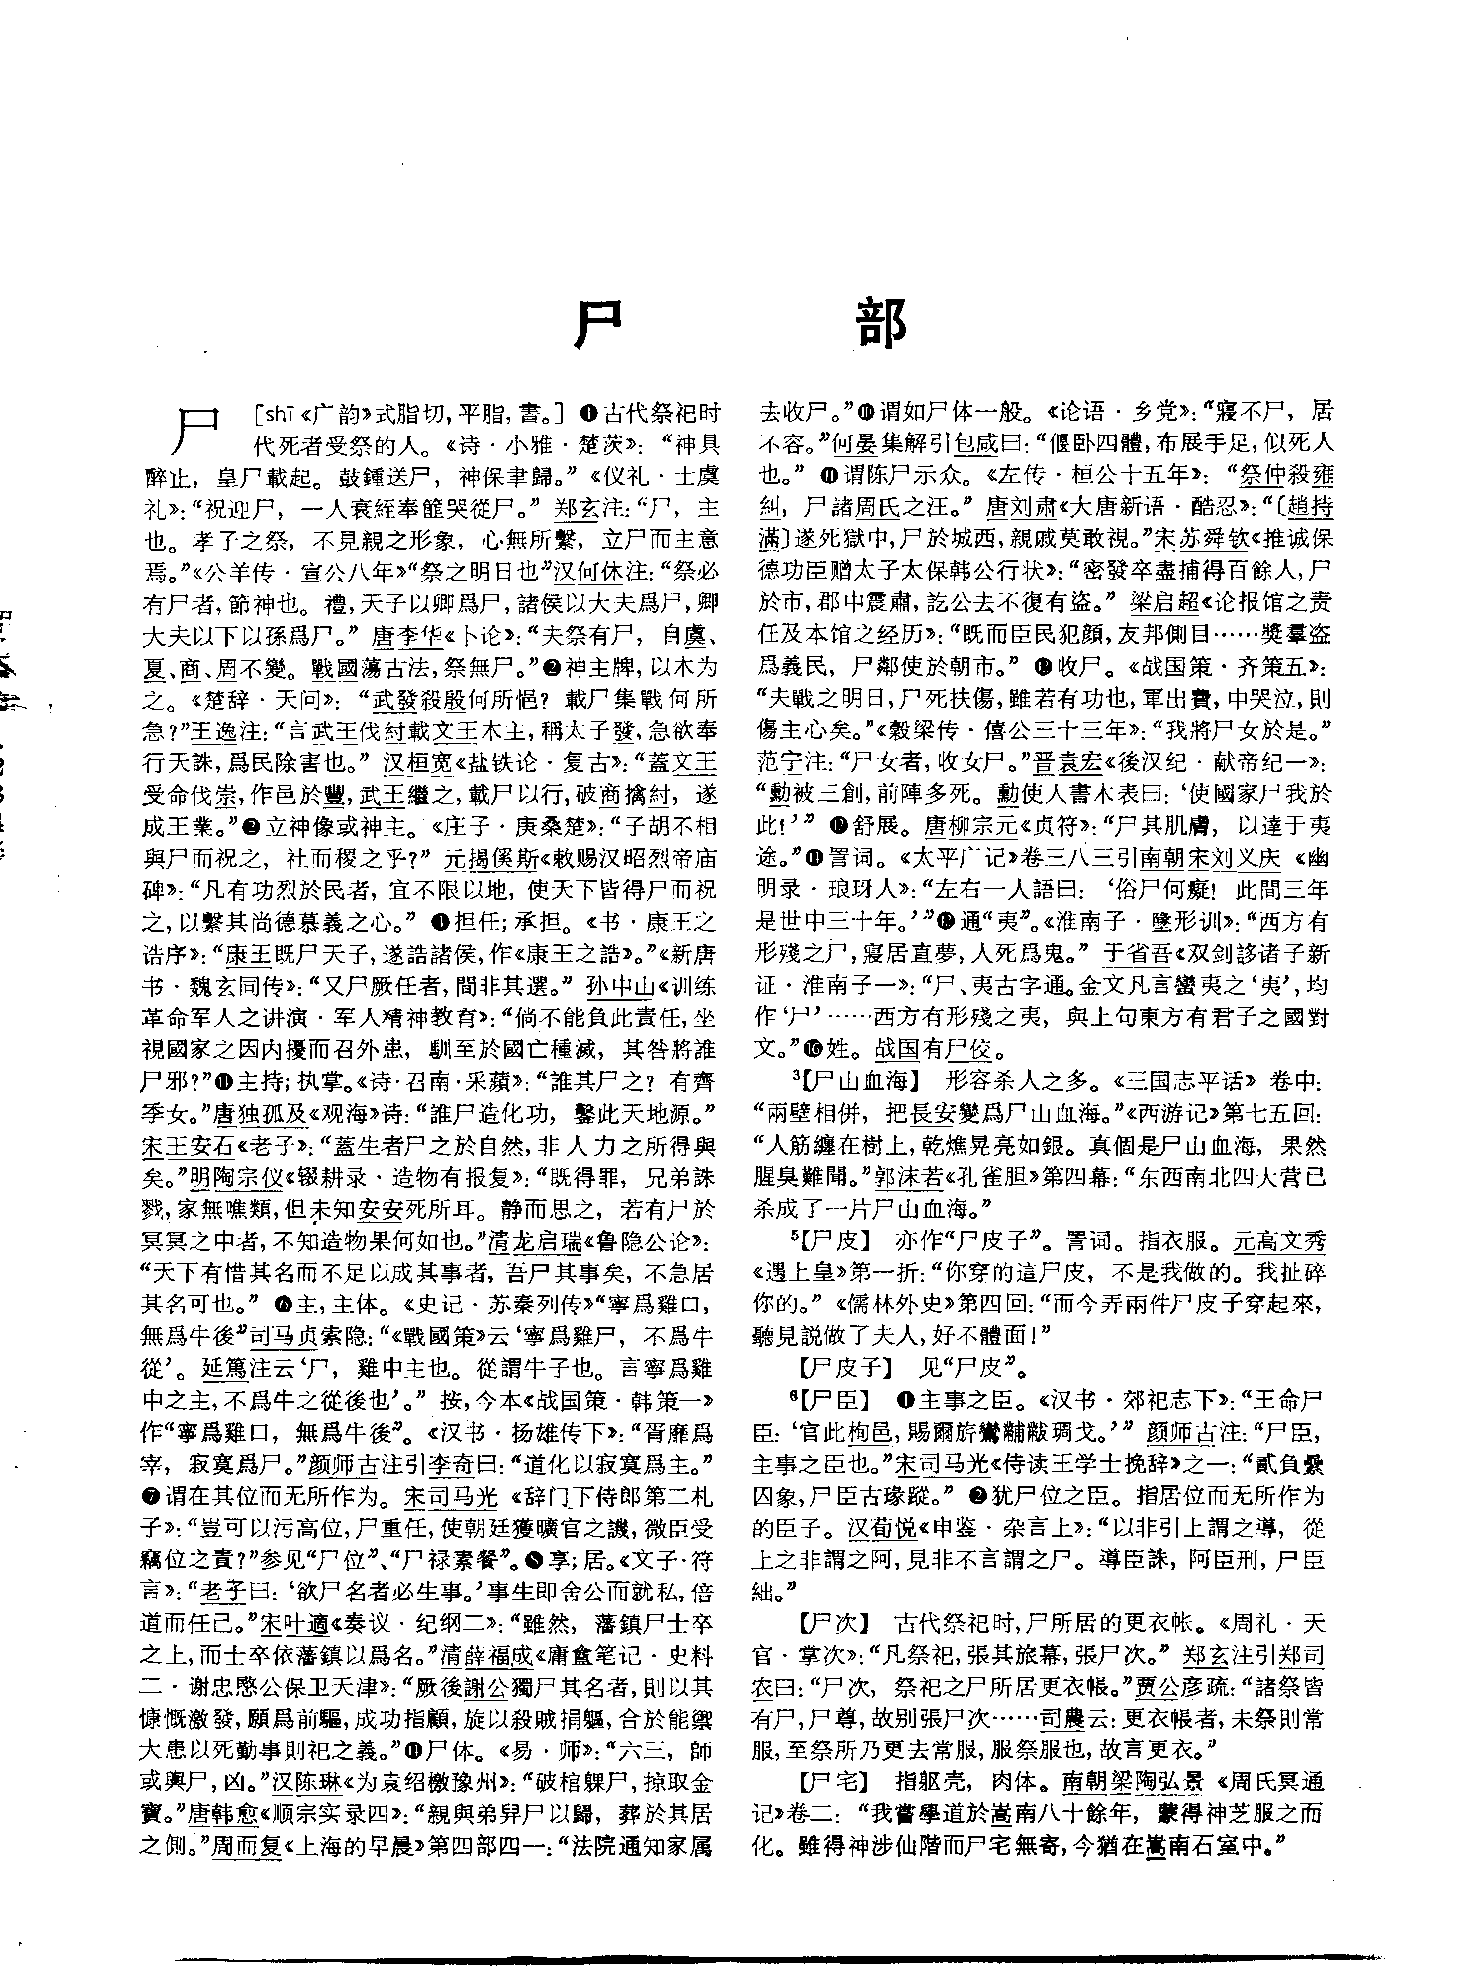 尸 部
尸 [shī《广韵》式脂切,平脂,書。] ❶古代祭祀时
代死者受祭的人。《诗·小雅·楚茨》:“神具
醉止,皇尸載起。鼓鍾送尸,神保聿歸。”《仪礼·士虞
礼》:“祝迎尸,一人衰絰奉篚哭從尸。”郑玄注:“尸,主
也。孝子之祭,不見親之形象,心無所繫,立尸而主意
焉。”《公羊传·宣公八年》“祭之明日也”汉何休注:“祭必
有尸者,節神也。禮,天子以卿爲尸,諸侯以大夫爲尸,卿
大夫以下以孫爲尸。”唐李华《卜论》:“夫祭有尸,自虞、
夏、商、周不變。戰國蕩古法,祭無尸。”❷神主牌,以木为
之。《楚辞·天问》:“武發殺殷何所悒?載尸集戰何所
急?”王逸注:“言武王伐紂載文王木主,稱太子發,急欲奉
行天誅,爲民除害也。”汉桓宽《盐铁论·复古》:“蓋文王
受命伐崇,作邑於豐,武王繼之,載尸以行,破商擒紂,遂
成王業。”❸立神像或神主。《庄子·庚桑楚》:“子胡不相
與尸而祝之,社而稷之乎?”元揭傒斯《敕赐汉昭烈帝庙
碑》:“凡有功烈於民者,宜不限以地,使天下皆得尸而祝
之,以繫其尚德慕義之心。”❹担任;承担。《书·康王之
诰序》:“康王既尸天子,遂誥諸侯,作《康王之誥》。”《新唐
书·魏玄同传》:“又尸厥任者,間非其選。”孙中山《训练
革命军人之讲演·军人精神教育》:“倘不能負此責任,坐
視國家之因内擾而召外患,馴至於國亡種滅,其咎將誰
尸邪?”❺主持;执掌。《诗·召南·采蘋》:“誰其尸之?有齊
季女。”唐独孤及《观海》诗:“誰尸造化功,鑿此天地源。”
宋王安石《老子》:“蓋生者尸之於自然,非人力之所得與
矣。”明陶宗仪《辍耕录·造物有报复》:“既得罪,兄弟誅
戮,家無噍類,但未知安安死所耳。静而思之,若有尸於
冥冥之中者,不知造物果何如也。”清龙启瑞《鲁隐公论》:
“天下有惜其名而不足以成其事者,吾尸其事矣,不急居
其名可也。”❻主,主体。《史记·苏秦列传》“寧爲雞口,
無爲牛後”司马贞索隐:“《戰國策》云‘寧爲雞尸,不爲牛
從’。延篤注云‘尸,雞中主也。從謂牛子也。言寧爲雞
中之主,不爲牛之從後也’。”按,今本《战国策·韩策一》
作“寧爲雞口,無爲牛後”。《汉书·扬雄传下》:“胥靡爲
宰,寂寞爲尸。”颜师古注引李奇曰:“道化以寂寞爲主。”
❼谓在其位而无所作为。宋司马光《辞门下侍郎第二札
子》:“豈可以污高位,尸重任,使朝廷獲曠官之譏,微臣受
竊位之責?”参见“尸位”、“尸禄素餐”。❽享;居。《文子·符
言》:“老子曰:‘欲尸名者必生事。’事生即舍公而就私,倍
道而任己。”宋叶適《奏议·纪纲二》:“雖然,藩鎮尸士卒
之上,而士卒依藩鎮以爲名。”清薛福成《庸盦笔记·史料
二·谢忠愍公保卫天津》:“厥後謝公獨尸其名者,則以其
慷慨激發,願爲前驅,成功指顧,旋以殺賊捐軀,合於能禦
大患以死勤事則祀之義。”❾尸体。《易·师》:“六三,師
或輿尸,凶。”汉陈琳《为袁绍檄豫州》:“破棺躶尸,掠取金
寶。”唐韩愈《顺宗实录四》:“親與弟舁尸以歸,葬於其居
之側。”周而复《上海的早晨》第四部四一:“法院通知家属
去收尸。”❿谓如尸体一般。《论语·乡党》:“寢不尸,居
不容。”何晏集解引包咸曰:“偃卧四體,布展手足,似死人
也。”⓫谓陈尸示众。《左传·桓公十五年》:“祭仲殺雍
糾,尸諸周氏之汪。”唐刘肃《大唐新语·酷忍》:“〔趙持
滿〕遂死獄中,尸於城西,親戚莫敢視。”宋苏舜钦《推诚保
德功臣赠太子太保韩公行状》:“密發卒盡捕得百餘人,尸
於市,郡中震肅,訖公去不復有盜。”梁启超《论报馆之责
任及本馆之经历》:“既而臣民犯顔,友邦側目……獎羣盜
爲義民,尸鄰使於朝市。”⓬收尸。《战国策·齐策五》:
“夫戰之明日,尸死扶傷,雖若有功也,軍出費,中哭泣,則
傷主心矣。”《穀梁传·僖公三十三年》:“我將尸女於是。”
范宁注:“尸女者,收女尸。”晋袁宏《後汉纪·献帝纪一》:
“勳被三創,前陣多死。勳使人書木表曰:‘使國家尸我於
此!’”⓭舒展。唐柳宗元《贞符》:“尸其肌膚,以達于夷
途。”⓮詈词。《太平广记》卷三八三引南朝宋刘义庆《幽
明录·琅玡人》:“左右一人語曰:‘俗尸何癡!此間三年
是世中三十年。’”⓯通“夷”。《淮南子·墬形训》:“西方有
形殘之尸,寢居直夢,人死爲鬼。”于省吾《双剑誃诸子新
证·淮南子一》:“尸、夷古字通。金文凡言蠻夷之‘夷’,均
作‘尸’……西方有形殘之夷,與上句東方有君子之國對
文。”⓰姓。战国有尸佼。
³【尸山血海】 形容杀人之多。《三国志平话》卷中:
“兩壁相併,把長安變爲尸山血海。”《西游记》第七五回:
“人筋纏在樹上,乾燋晃亮如銀。真個是尸山血海,果然
腥臭難聞。”郭沫若《孔雀胆》第四幕:“东西南北四大营已
杀成了一片尸山血海。”
⁵【尸皮】 亦作“尸皮子”。詈词。指衣服。元高文秀
《遇上皇》第一折:“你穿的這尸皮,不是我做的。我扯碎
你的。”《儒林外史》第四回:“而今弄兩件尸皮子穿起來,
聽見説做了夫人,好不體面!”
【尸皮子】 见“尸皮”。
⁶【尸臣】 ❶主事之臣。《汉书·郊祀志下》:“王命尸
臣:‘官此栒邑,賜爾旂鸞黼黻琱戈。’”颜师古注:“尸臣,
主事之臣也。”宋司马光《侍读王学士挽辞》之一:“貳負纍
囚象,尸臣古瑑蹤。”❷犹尸位之臣。指居位而无所作为
的臣子。汉荀悦《申鉴·杂言上》:“以非引上謂之導,從
上之非謂之阿,見非不言謂之尸。導臣誅,阿臣刑,尸臣
絀。”
【尸次】 古代祭祀时,尸所居的更衣帐。《周礼·天
官·掌次》:“凡祭祀,張其旅幕,張尸次。”郑玄注引郑司
农曰:“尸次,祭祀之尸所居更衣帳。”贾公彦疏:“諸祭皆
有尸,尸尊,故别張尸次……司農云:更衣帳者,未祭則常
服,至祭所乃更去常服,服祭服也,故言更衣。”
【尸宅】 指躯壳,肉体。南朝梁陶弘景《周氏冥通
记》卷二:“我嘗學道於嵩南八十餘年,蒙得神芝服之而
化。雖得神涉仙階而尸宅無寄,今猶在嵩南石室中。”